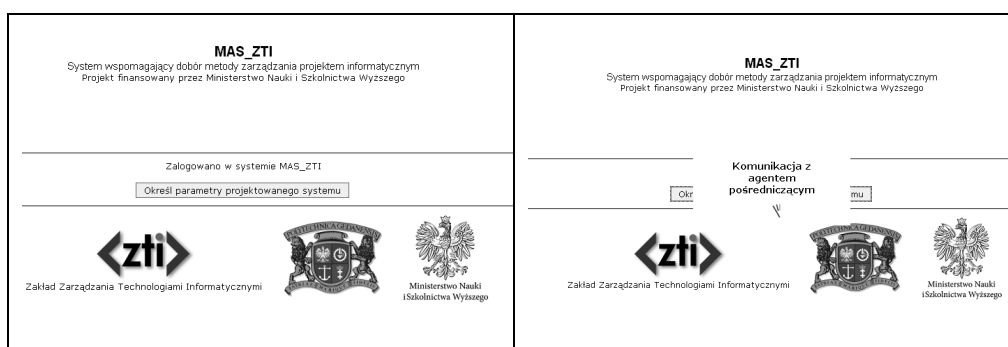 MAS_ZTI
System wspomagający dobór metody zarządzania projektem informatycznym
Projekt finansowany przez Ministerstwo Nauki i Szkolnictwa Wyższego
Zalogowano w systemie MAS_ZTI
Określ parametry projektowanego systemu
<zti>
Zakład Zarządzania Technologiami Informatycznymi
Ministerstwo Nauki
i Szkolnictwa Wyższego
MAS_ZTI
System wspomagający dobór metody zarządzania projektem informatycznym
Projekt finansowany przez Ministerstwo Nauki i Szkolnictwa Wyższego
Komunikacja z
agentem
pośredniczącym
Okr mu
<zti>
Zakład Zarządzania Technologiami Informatycznymi
Ministerstwo Nauki
i Szkolnictwa Wyższego